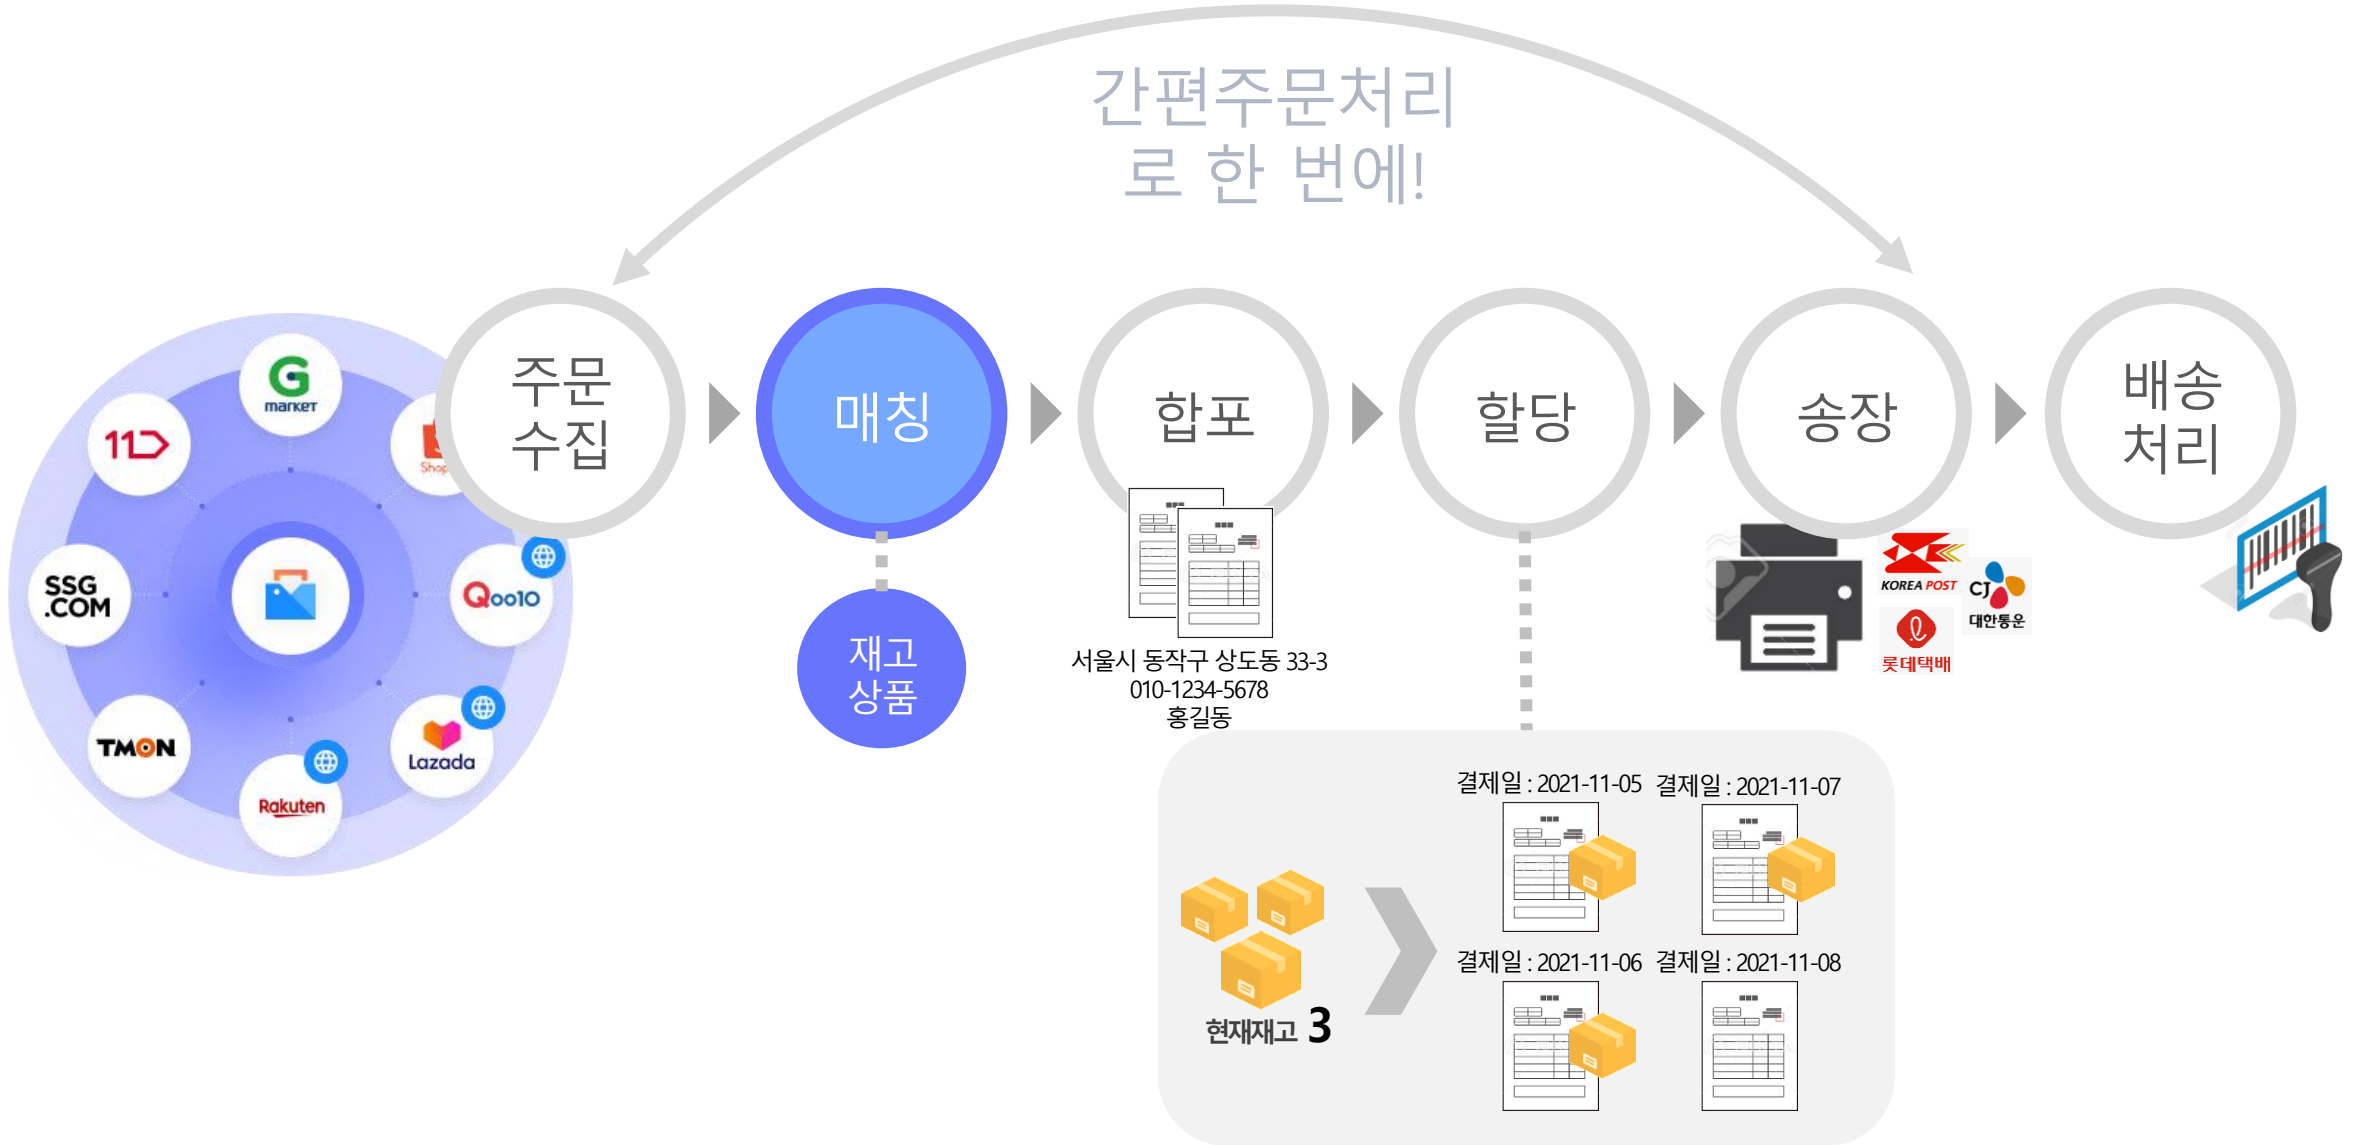 간편주문처리
로 한 번에!
주문
수집
매칭
합포
할당
송장
배송
처리
G
market
11
Shop
SSG
.COM
Qoo10
TMON
Lazada
Rakuten
재고
상품
서울시 동작구 상도동 33-3
010-1234-5678
홍길동
KOREA POST
CJ
대한통운
롯데택배
결제일 : 2021-11-05
결제일 : 2021-11-07
결제일 : 2021-11-06
결제일 : 2021-11-08
현재재고 3